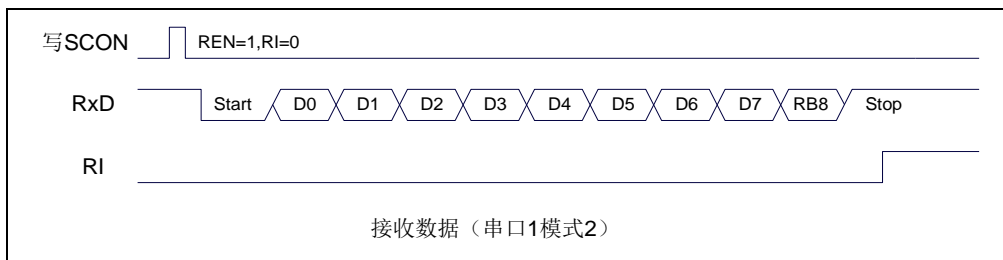 写SCON REN=1,RI=0
RxD Start D0 D1 D2 D3 D4 D5 D6 D7 RB8 Stop
RI
接收数据（串口1模式2）